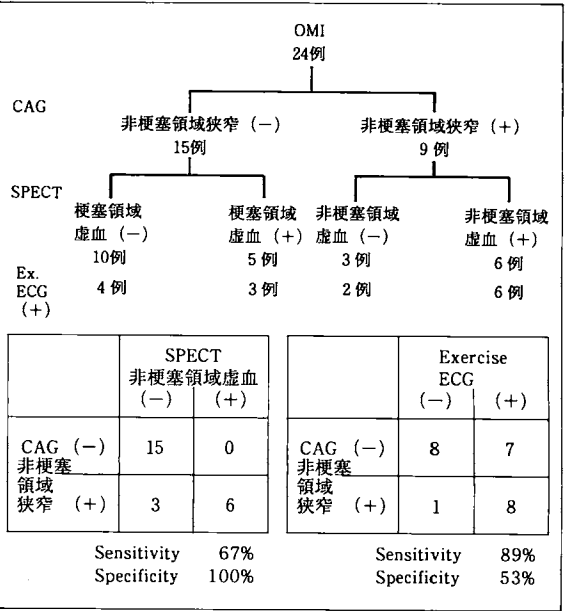 OMI
24例
CAG
非梗塞領域狭窄 (−) 非梗塞領域狭窄 (+)
15例 9例
SPECT
梗塞領域 梗塞領域 非梗塞領域 非梗塞領域
虚血 (−) 虚血 (+) 虚血 (−) 虚血 (+)
10例 5例 3例 6例
Ex.
ECG 4例 3例 2例 6例
(+)
SPECT
非梗塞領域虚血
(−) (+)
CAG (−) 15 0
非梗塞
領域
狭窄 (+) 3 6
Sensitivity 67%
Specificity 100%
Exercise
ECG
(−) (+)
CAG (−) 8 7
非梗塞
領域
狭窄 (+) 1 8
Sensitivity 89%
Specificity 53%